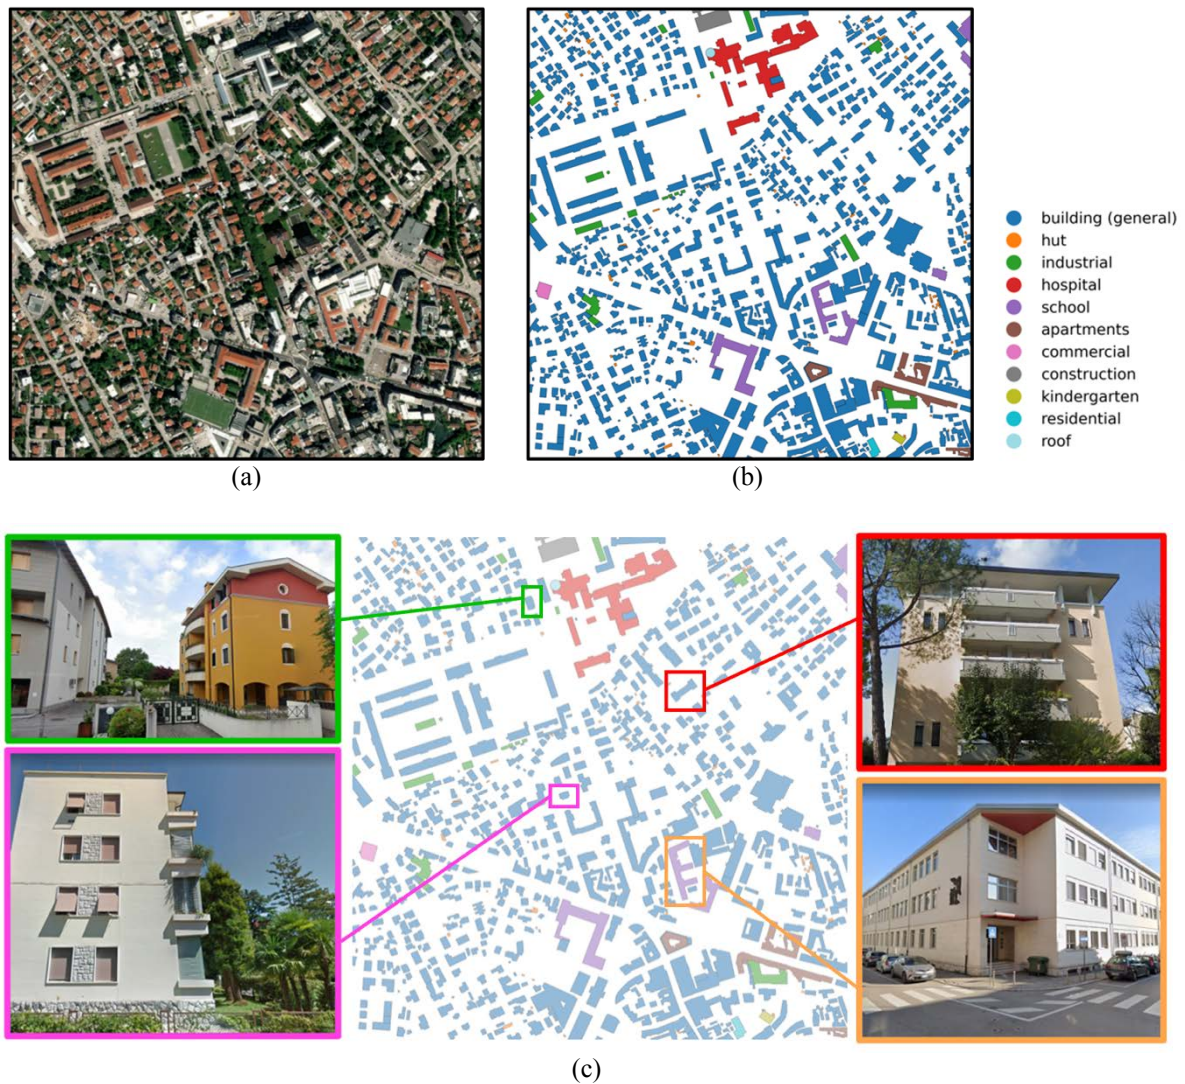 (a)
(b)
building (general)
hut
industrial
hospital
school
apartments
commercial
construction
kindergarten
residential
roof
(c)